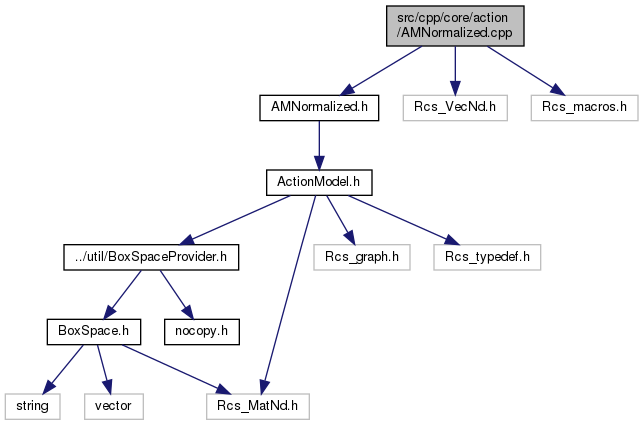 src/cpp/core/action
/AMNormalized.cpp
AMNormalized.h
Rcs_VecNd.h
Rcs_macros.h
ActionModel.h
../util/BoxSpaceProvider.h
Rcs_graph.h
Rcs_typedef.h
BoxSpace.h
nocopy.h
string
vector
Rcs_MatNd.h